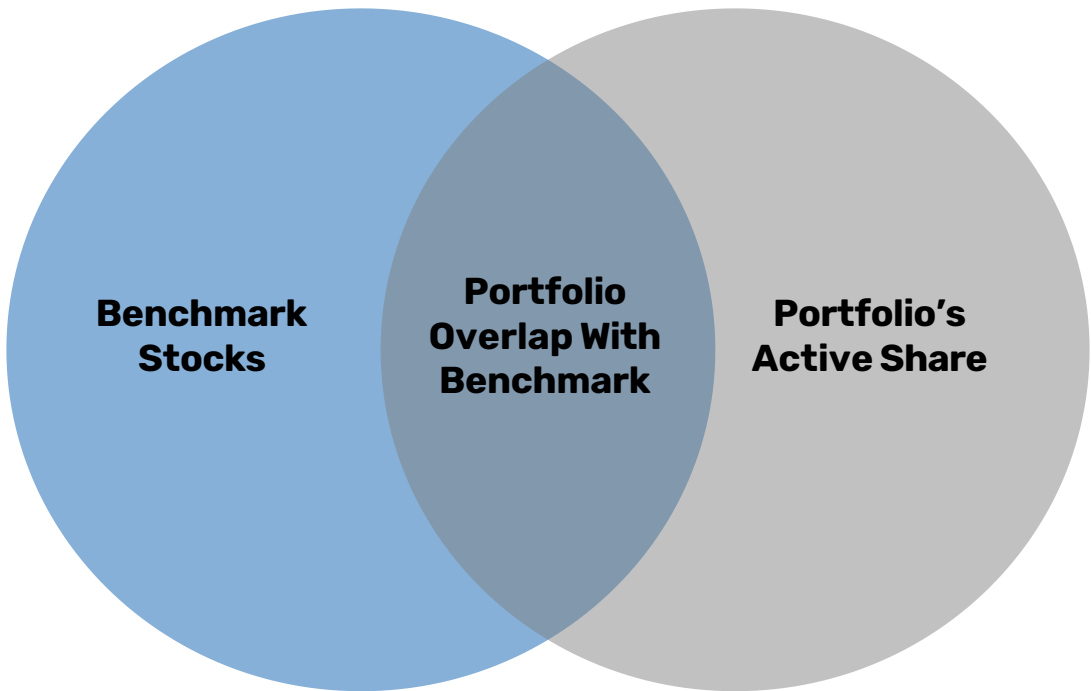 Benchmark
Stocks
Portfolio
Overlap With
Benchmark
Portfolio’s
Active Share